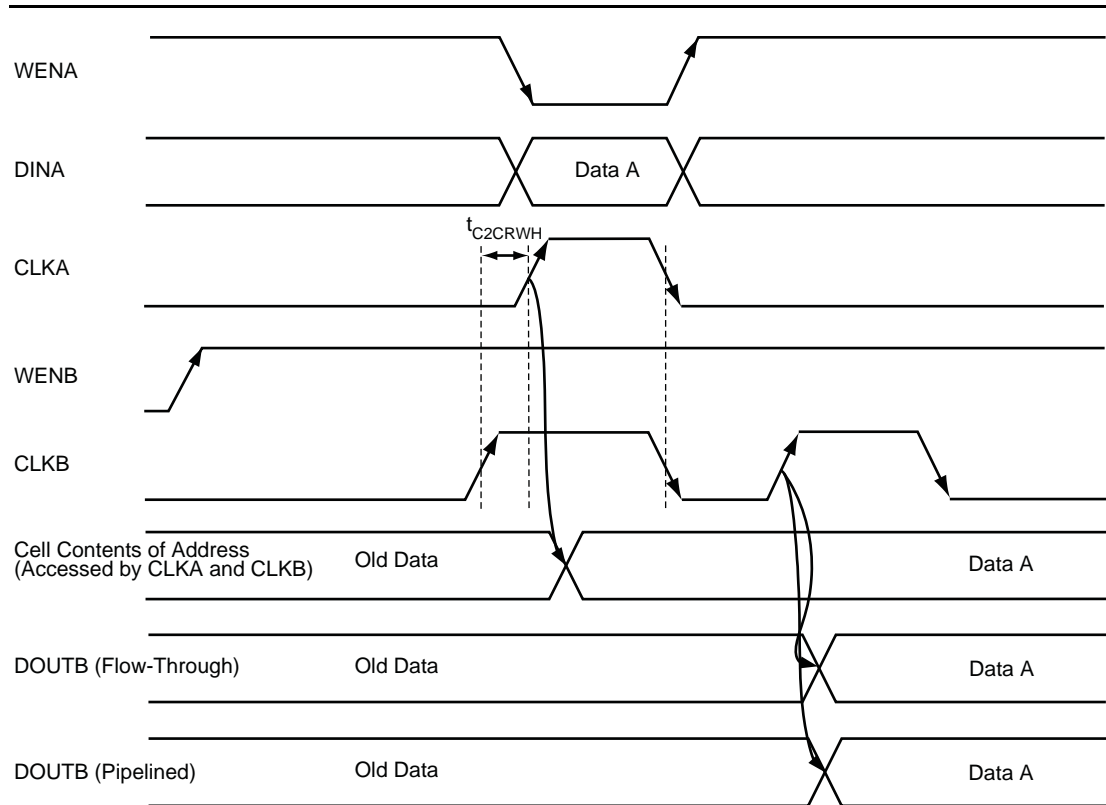 WENA
DINA
Data A
tC2CRWH
CLKA
WENB
CLKB
Cell Contents of Address
(Accessed by CLKA and CLKB)
Old Data
Data A
DOUTB (Flow-Through)
Old Data
Data A
DOUTB (Pipelined)
Old Data
Data A